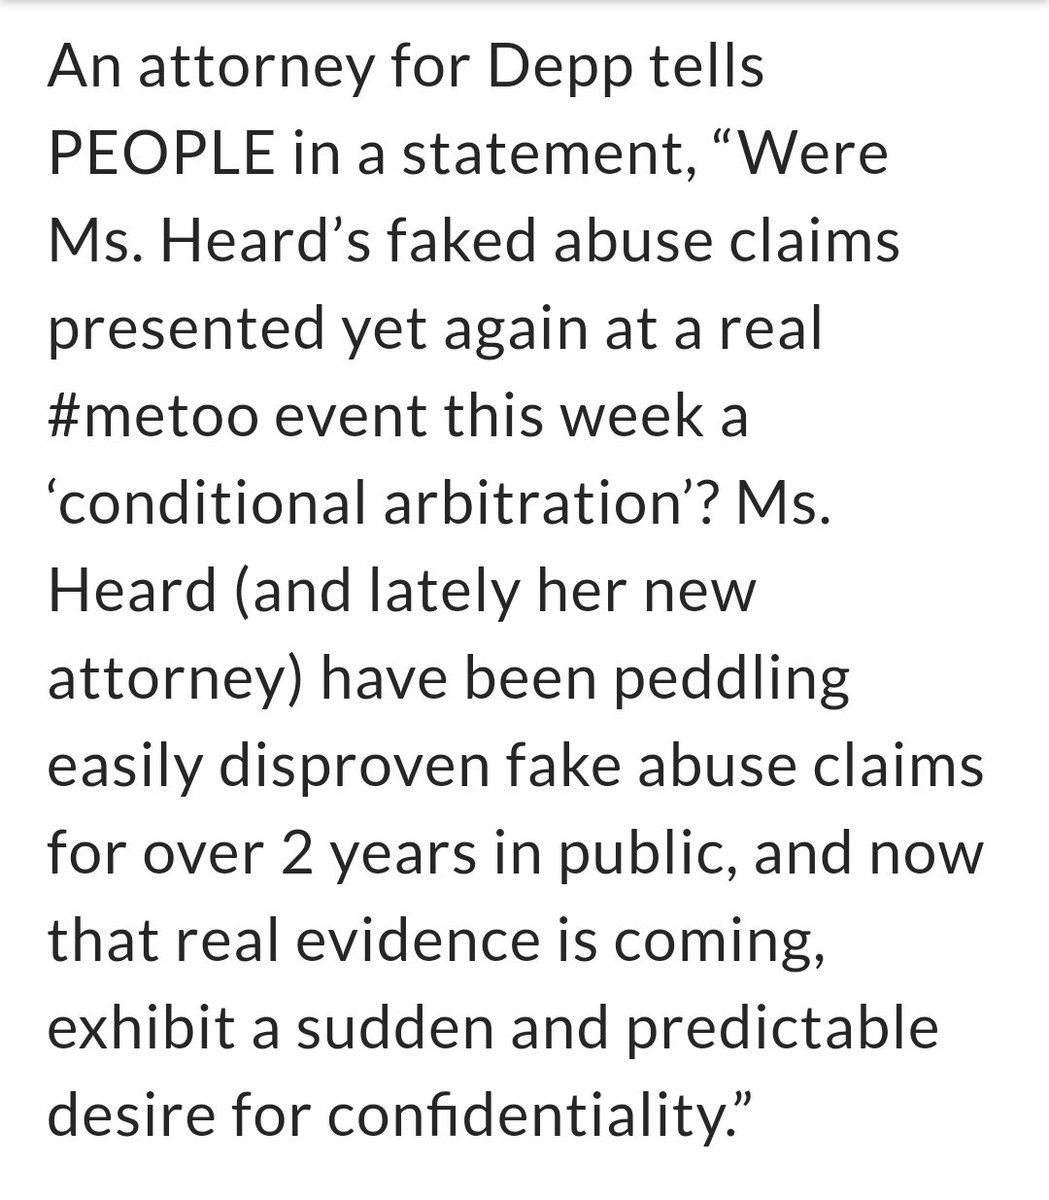 An attorney for Depp tells
PEOPLE in a statement, “Were
Ms. Heard’s faked abuse claims
presented yet again at a real
#metoo event this week a
‘conditional arbitration’? Ms.
Heard (and lately her new
attorney) have been peddling
easily disproven fake abuse claims
for over 2 years in public, and now
that real evidence is coming,
exhibit a sudden and predictable
desire for confidentiality.”